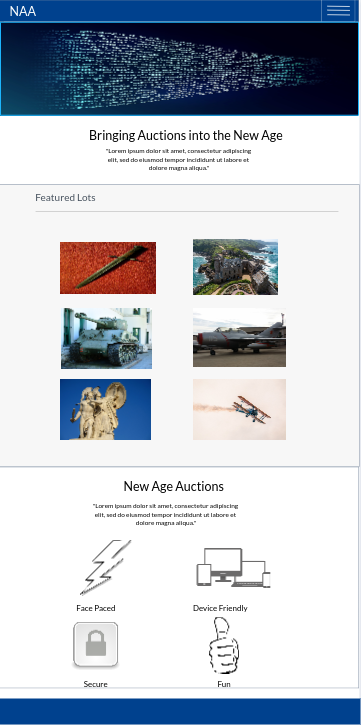 NAA
Bringing Auctions into the New Age
"Lorem ipsum dolor sit amet, consectetur adipiscing
elit, sed do eiusmod tempor incididunt ut labore et
dolore magna aliqua."
Featured Lots
New Age Auctions
"Lorem ipsum dolor sit amet, consectetur adipiscing
elit, sed do eiusmod tempor incididunt ut labore et
dolore magna aliqua."
Face Paced
Device Friendly
Secure
Fun